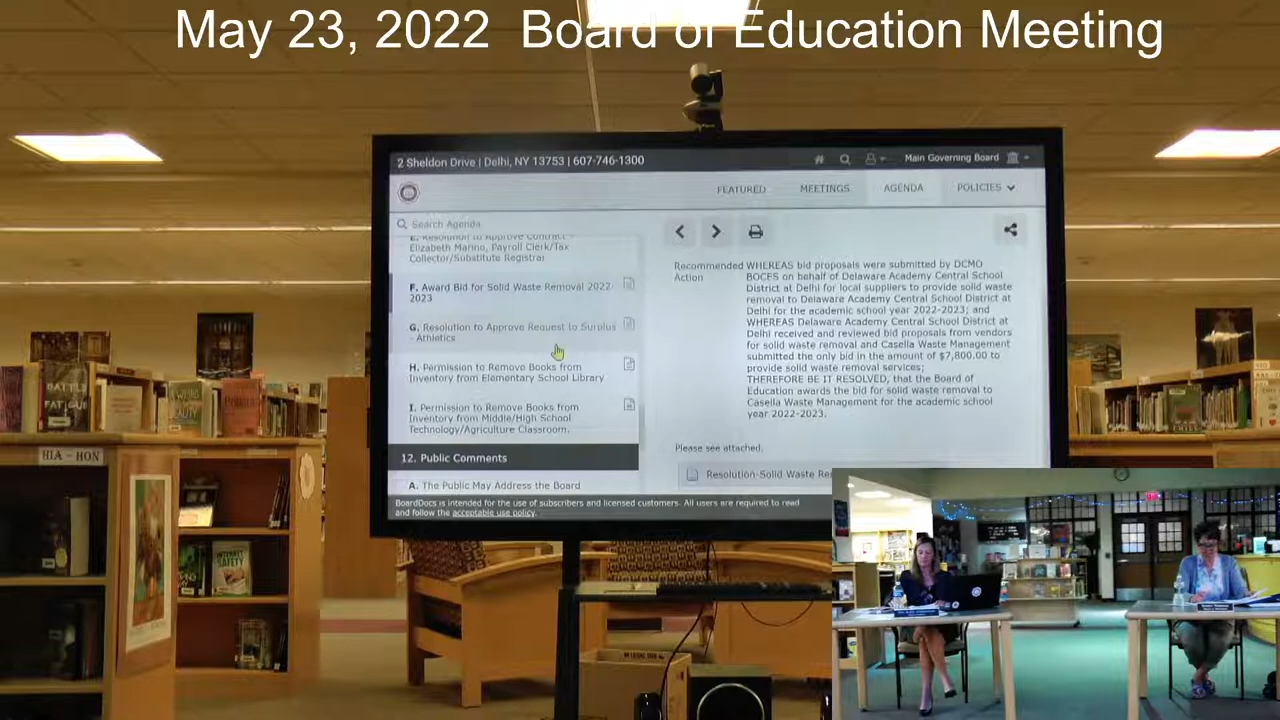 May 23, 2022 Board of Education Meeting
2 Sheldon Drive | Delhi, NY 13753 | 607-746-1300
Main Governing Board
FEATURED
MEETINGS
AGENDA
POLICIES
Search Agenda
E. Resolution to Approve Contract -
Elizabeth Marino, Payroll Clerk/Tax
Collector/Substitute Registrar
F. Award Bid for Solid Waste Removal 2022-
2023
G. Resolution to Approve Request to Surplus
- Athletics
H. Permission to Remove Books from
Inventory from Elementary School Library
I. Permission to Remove Books from
Inventory from Middle/High School
Technology/Agriculture Classroom.
12. Public Comments
A. The Public May Address the Board
BoardDocs is intended for the use of subscribers and licensed customers. All users are required to read
and follow the acceptable use policy.
Recommended
Action
WHEREAS bid proposals were submitted by DCMO
BOCES on behalf of Delaware Academy Central School
District at Delhi for local suppliers to provide solid waste
removal to Delaware Academy Central School District at
Delhi for the academic school year 2022-2023; and
WHEREAS Delaware Academy Central School District at
Delhi received and reviewed bid proposals from vendors
for solid waste removal and Casella Waste Management
submitted the only bid in the amount of $7,800.00 to
provide solid waste removal services;
THEREFORE BE IT RESOLVED, that the Board of
Education awards the bid for solid waste removal to
Casella Waste Management for the academic school
year 2022-2023.
Please see attached.
Resolution-Solid Waste Re
BATTLE
FATIGUE
HIA - HON
INTERNET
SAFETY